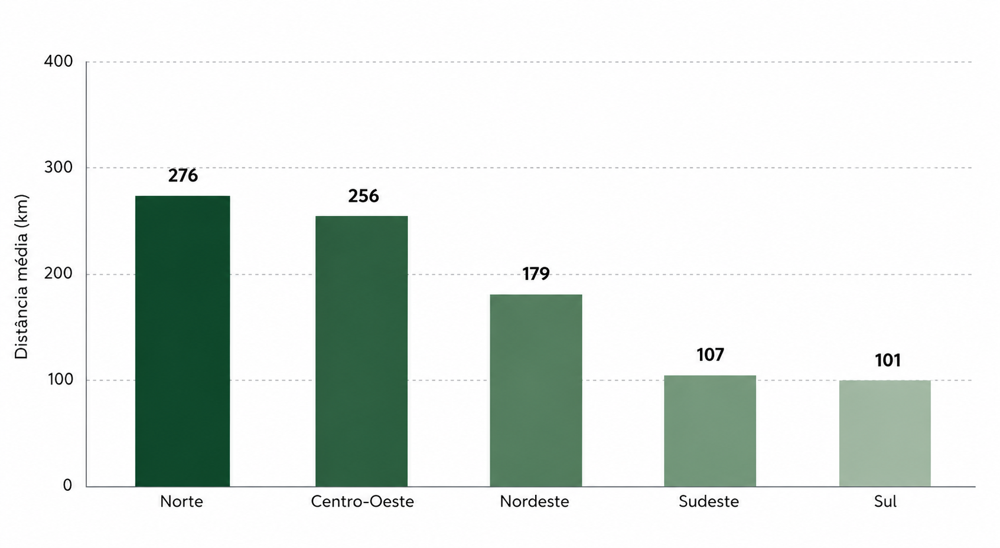 Distância média (km)
400
300
200
100
0
276
256
179
107
101
Norte
Centro-Oeste
Nordeste
Sudeste
Sul